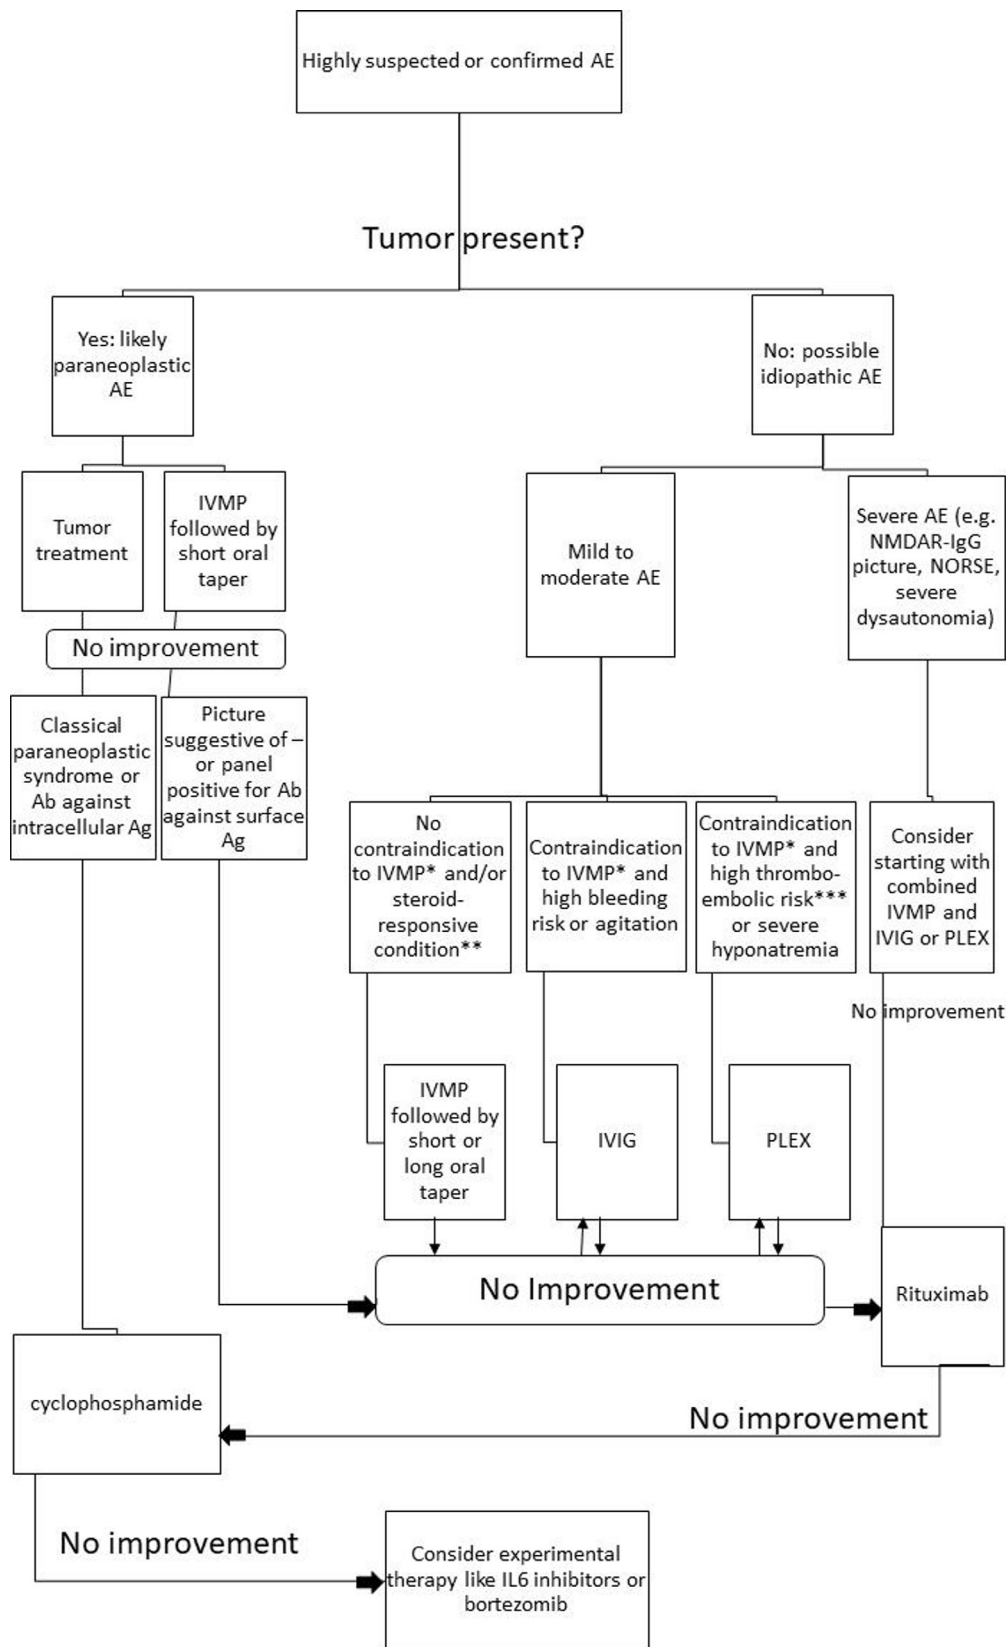 Highly suspected or confirmed AE
Tumor present?
Yes: likely
paraneoplastic
AE
No: possible
idiopathic AE
Tumor
treatment
IVMP
followed by
short oral
taper
Mild to
moderate AE
Severe AE (e.g.
NMDAR-IgG
picture, NORSE,
severe
dysautonomia)
No improvement
Classical
paraneoplastic
syndrome or
Ab against
intracellular Ag
Picture
suggestive of –
or panel
positive for Ab
against surface
Ag
No
contraindication
to IVMP* and/or
steroid-
responsive
condition**
Contraindication
to IVMP* and
high bleeding
risk or agitation
Contraindication
to IVMP* and
high thrombo-
embolic risk***
or severe
hyponatremia
Consider
starting with
combined
IVMP and
IVIG or PLEX
No improvement
IVMP
followed by
short or
long oral
taper
IVIG
PLEX
No Improvement
Rituximab
cyclophosphamide
No improvement
No improvement
Consider experimental
therapy like IL6 inhibitors or
bortezomib